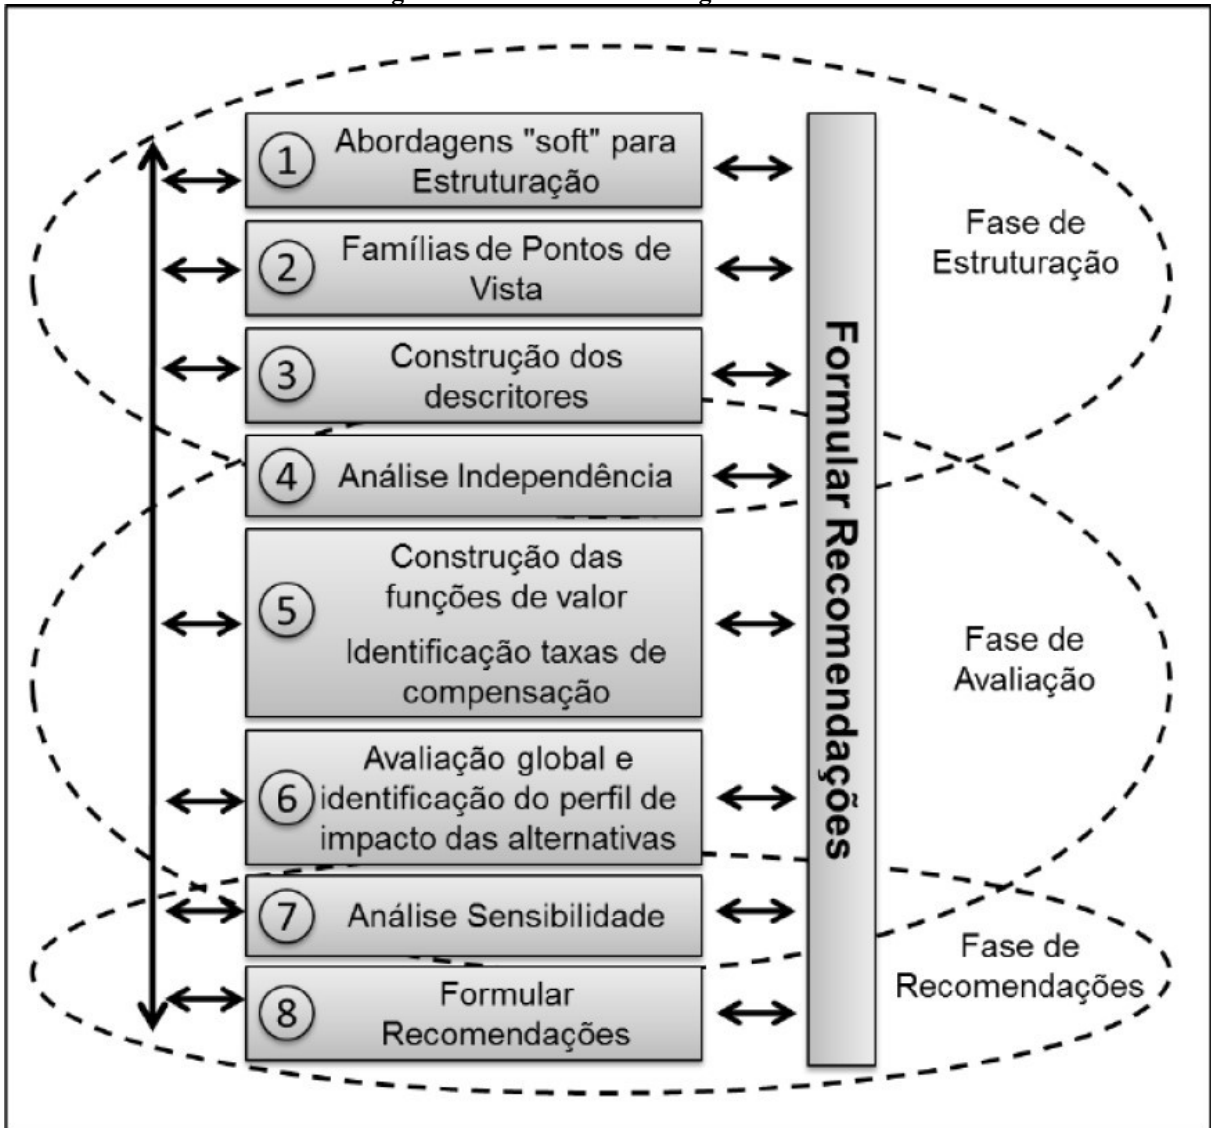 1
Abordagens "soft" para
Estruturação
2
Famílias de Pontos de
Vista
3
Construção dos
descritores
4
Análise Independência
5
Construção das
funções de valor
Identificação taxas de
compensação
6
Avaliação global e
identificação do perfil de
impacto das alternativas
7
Análise Sensibilidade
8
Formular
Recomendações
Formular Recomendações
Fase de
Estruturação
Fase de
Avaliação
Fase de
Recomendações